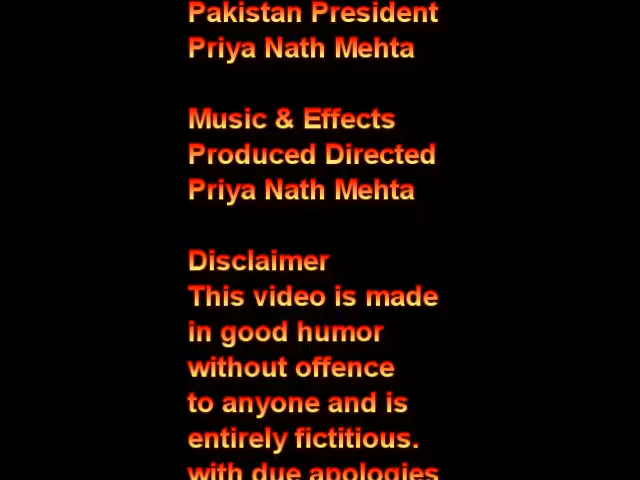 Pakistan President
Priya Nath Mehta
Music & Effects
Produced Directed
Priya Nath Mehta
Disclaimer
This video is made
in good humor
without offence
to anyone and is
entirely fictitious.
with due apologies